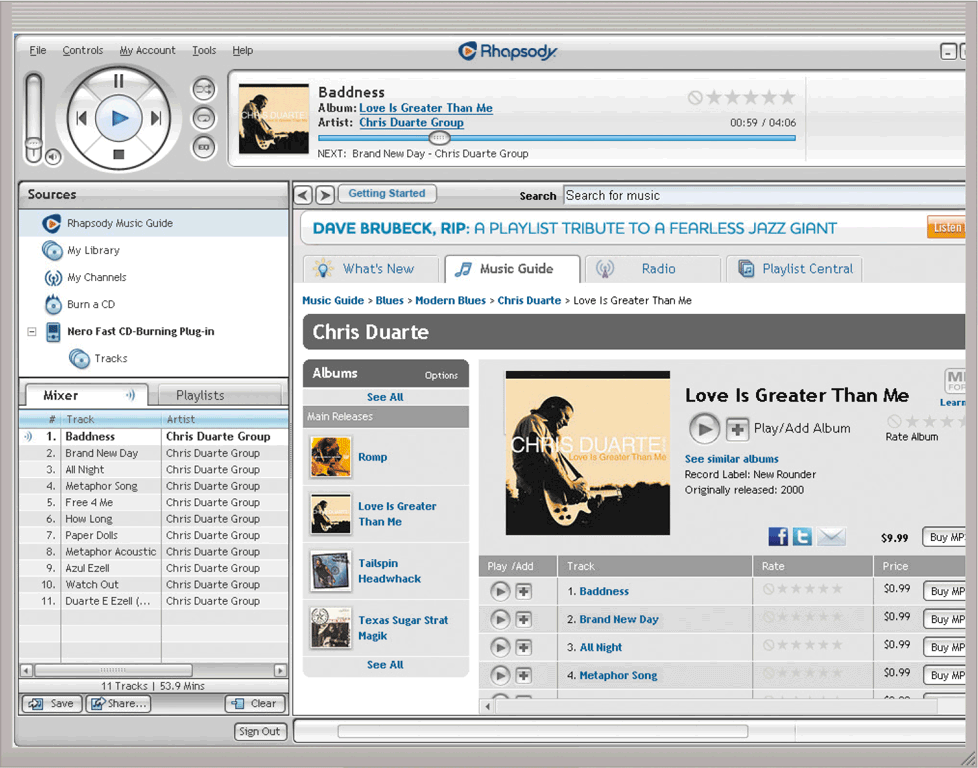 File Controls My Account Tools Help
Rhapsody
Baddness
Album: Love Is Greater Than Me
Artist: Chris Duarte Group
00:59 / 04:06
NEXT: Brand New Day - Chris Duarte Group
CHRIS DUARTE
Sources
Getting Started
Search Search for music
Rhapsody Music Guide
My Library
My Channels
Burn a CD
Nero Fast CD-Burning Plug-in
Tracks
DAVE BRUBECK, RIP: A PLAYLIST TRIBUTE TO A FEARLESS JAZZ GIANT
Listen
What's New Music Guide Radio Playlist Central
Music Guide > Blues > Modern Blues > Chris Duarte > Love Is Greater Than Me
Chris Duarte
Mixer Playlists
# Track Artist
1. Baddness Chris Duarte Group
2. Brand New Day Chris Duarte Group
3. All Night Chris Duarte Group
4. Metaphor Song Chris Duarte Group
5. Free 4 Me Chris Duarte Group
6. How Long Chris Duarte Group
7. Paper Dolls Chris Duarte Group
8. Metaphor Acoustic Chris Duarte Group
9. Azul Ezell Chris Duarte Group
10. Watch Out Chris Duarte Group
11. Duarte E Ezell (... Chris Duarte Group
11 Tracks | 53.9 Mins
Save Share... Clear
Sign Out
Albums Options
See All
Main Releases
Romp
Love Is Greater
Than Me
Tailspin
Headwhack
Texas Sugar Strat
Magik
See All
CHRIS DUARTE
Love Is Greater Than Me
Love Is Greater Than Me
Play/Add Album
See similar albums
Record Label: New Rounder
Originally released: 2000
Learn
Rate Album
$9.99 Buy MP
Play /Add Track Rate Price
1. Baddness $0.99 Buy MP
2. Brand New Day $0.99 Buy MP
3. All Night $0.99 Buy MP
4. Metaphor Song $0.99 Buy MP